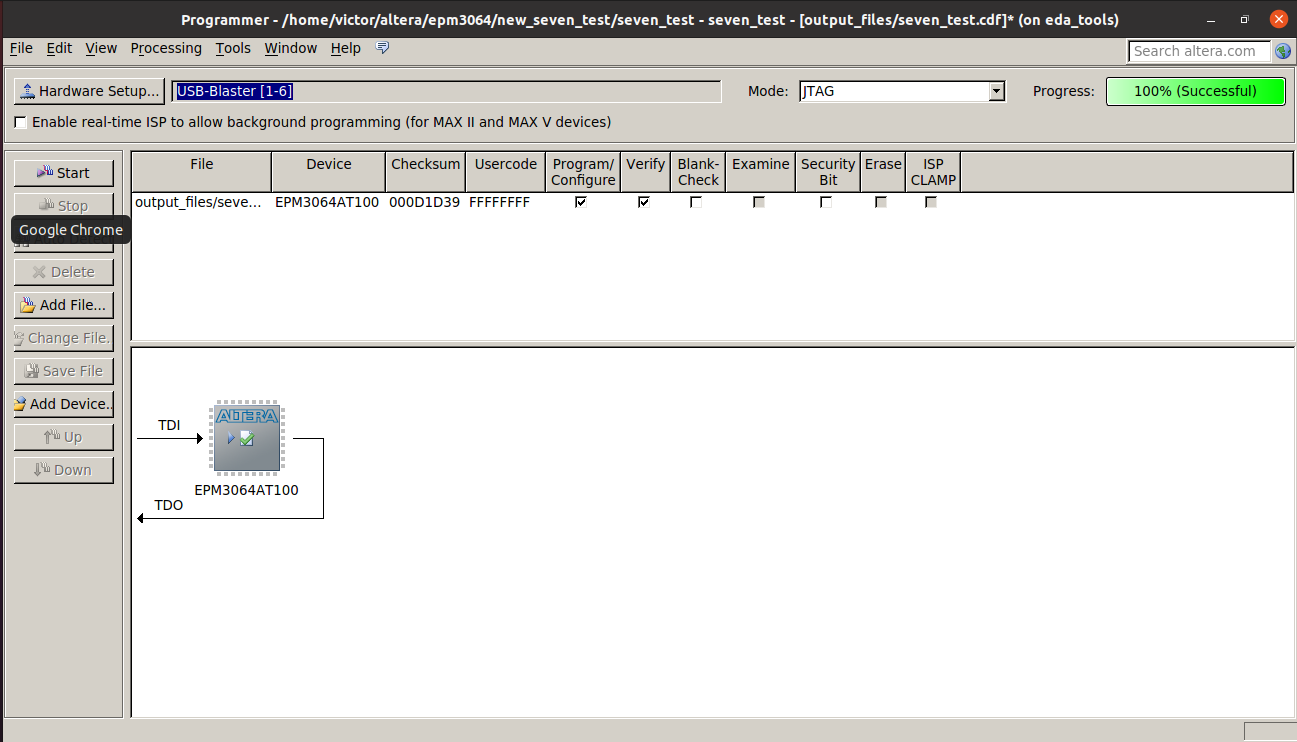 Programmer - /home/victor/altera/epm3064/new_seven_test/seven_test - seven_test - [output_files/seven_test.cdf]* (on eda_tools)
File Edit View Processing Tools Window Help
Search altera.com
Hardware Setup... USB-Blaster [1-6] Mode: JTAG Progress: 100% (Successful)
Enable real-time ISP to allow background programming (for MAX II and MAX V devices)
Start
Stop
Google Chrome
Delete
Add File...
Change File.
Save File
Add Device..
Up
Down
File Device Checksum Usercode Program/ Verify Blank- Examine Security Erase ISP
Configure Check Bit CLAMP
output_files/seve... EPM3064AT100 000D1D39 FFFFFFFF
TDI
ALTERA
EPM3064AT100
TDO